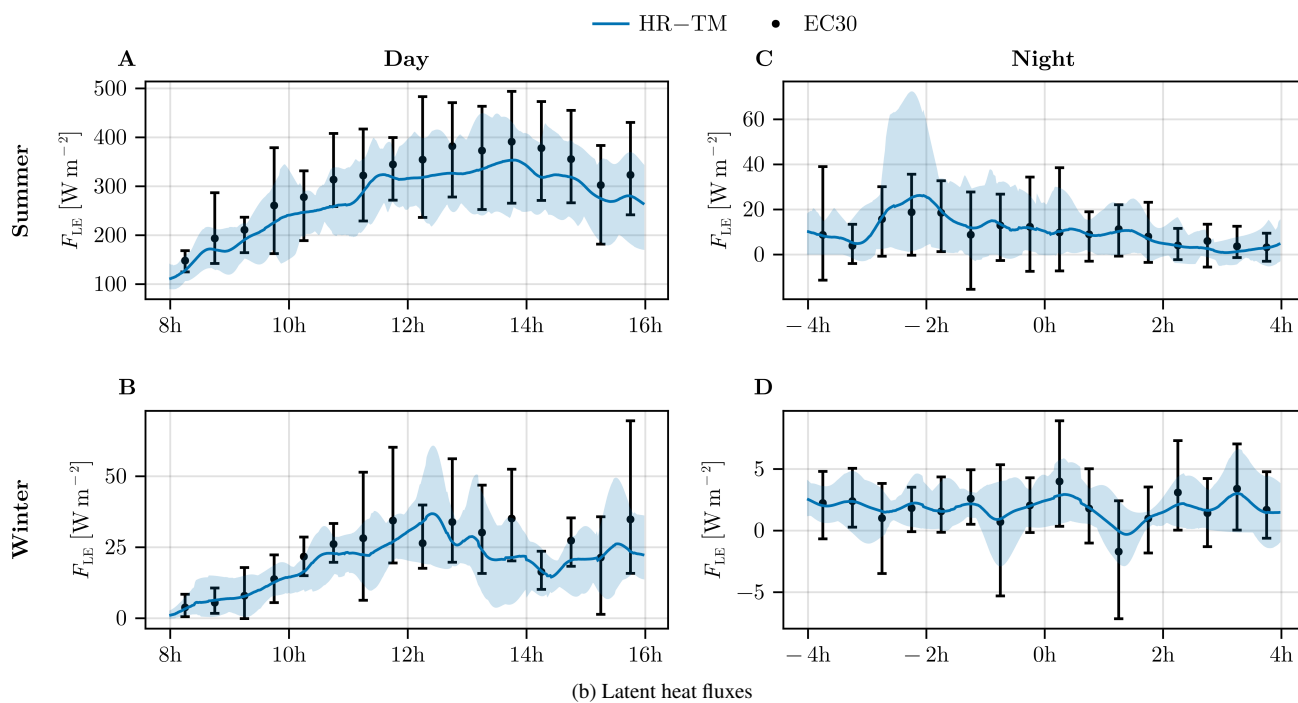 HR−TM EC30
A Day C Night
Summer
F_LE [W m⁻²]
500
400
300
200
100
8h 10h 12h 14h 16h
F_LE [W m⁻²]
60
40
20
0
−4h −2h 0h 2h 4h
B D
Winter
F_LE [W m⁻²]
50
25
0
8h 10h 12h 14h 16h
F_LE [W m⁻²]
5
0
−5
−4h −2h 0h 2h 4h
(b) Latent heat fluxes